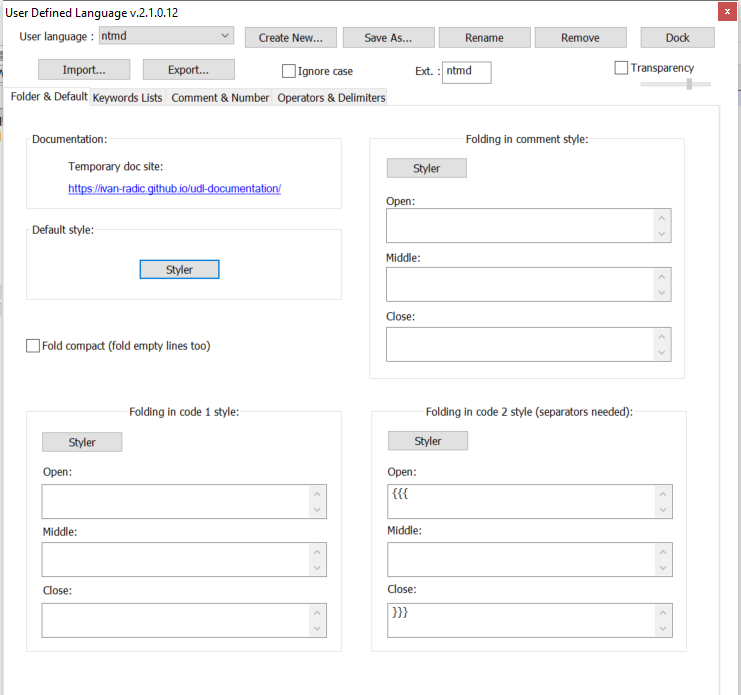 User Defined Language v.2.1.0.12
x
User language : ntmd Create New... Save As... Rename Remove Dock
Import... Export... Ignore case Ext. : ntmd Transparency
Folder & Default Keywords Lists Comment & Number Operators & Delimiters
Documentation:
Temporary doc site:
https://ivan-radic.github.io/udl-documentation/
Default style:
Styler
Fold compact (fold empty lines too)
Folding in comment style:
Styler
Open:
Middle:
Close:
Folding in code 1 style:
Styler
Open:
Middle:
Close:
Folding in code 2 style (separators needed):
Styler
Open:
{{{
Middle:
Close:
}}}